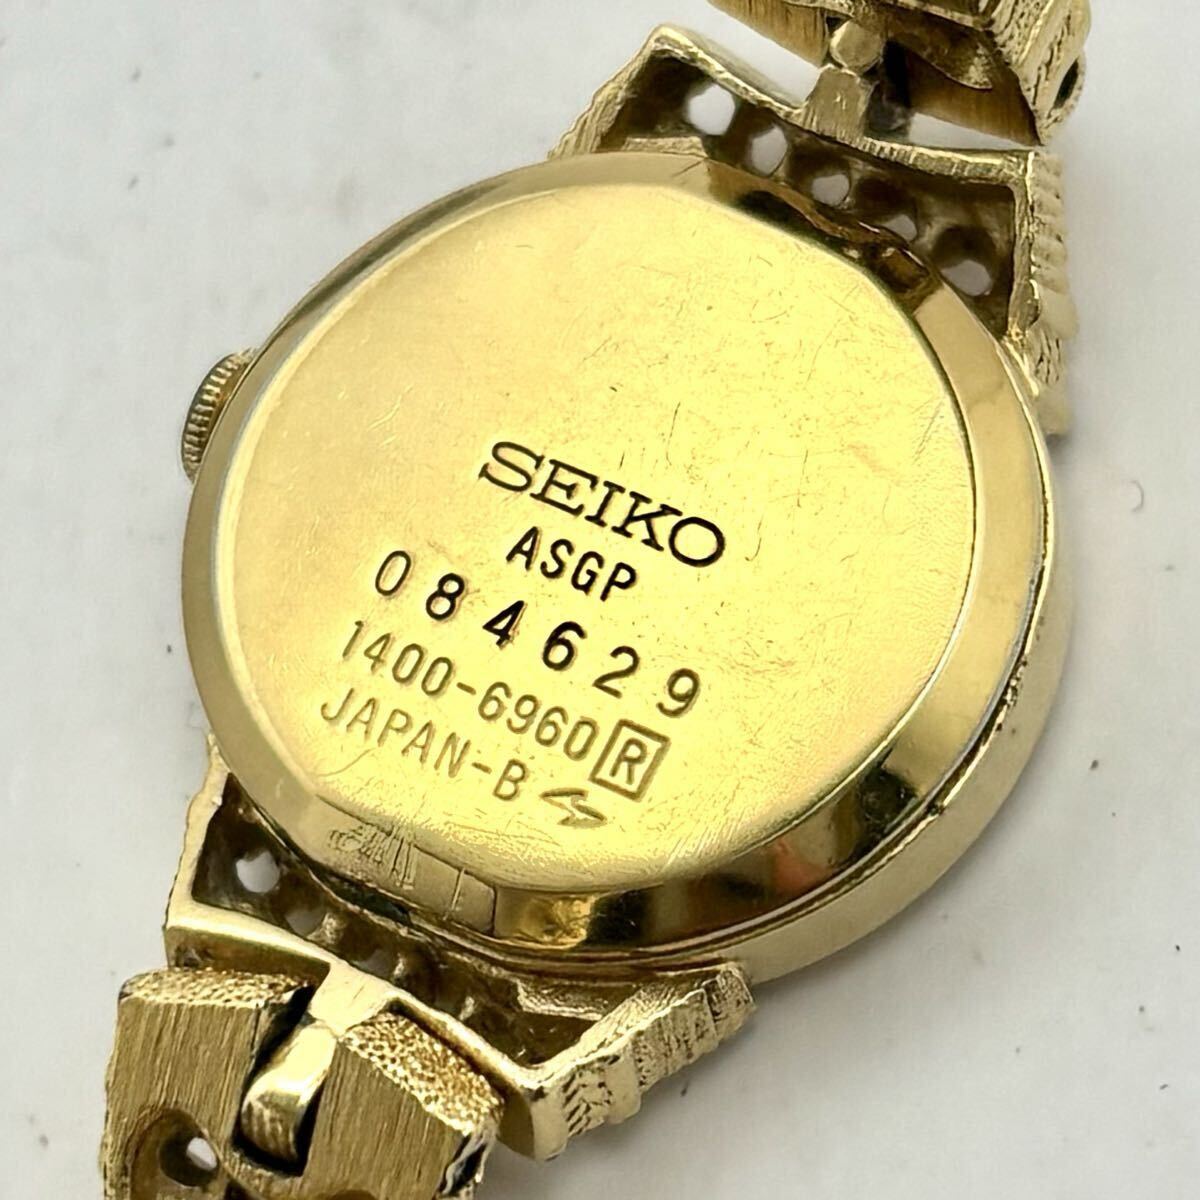 SEIKO
ASGP
084629
1400-6960 R
JAPAN-B